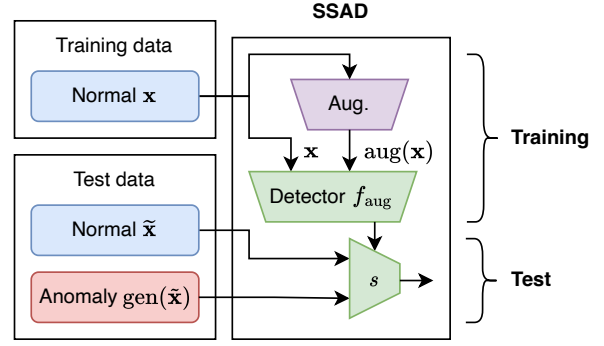 SSAD
Training data
Normal x
Aug.
x
aug(x)
Detector f_aug
Training
Test data
Normal x̃
Anomaly gen(x̃)
s
Test